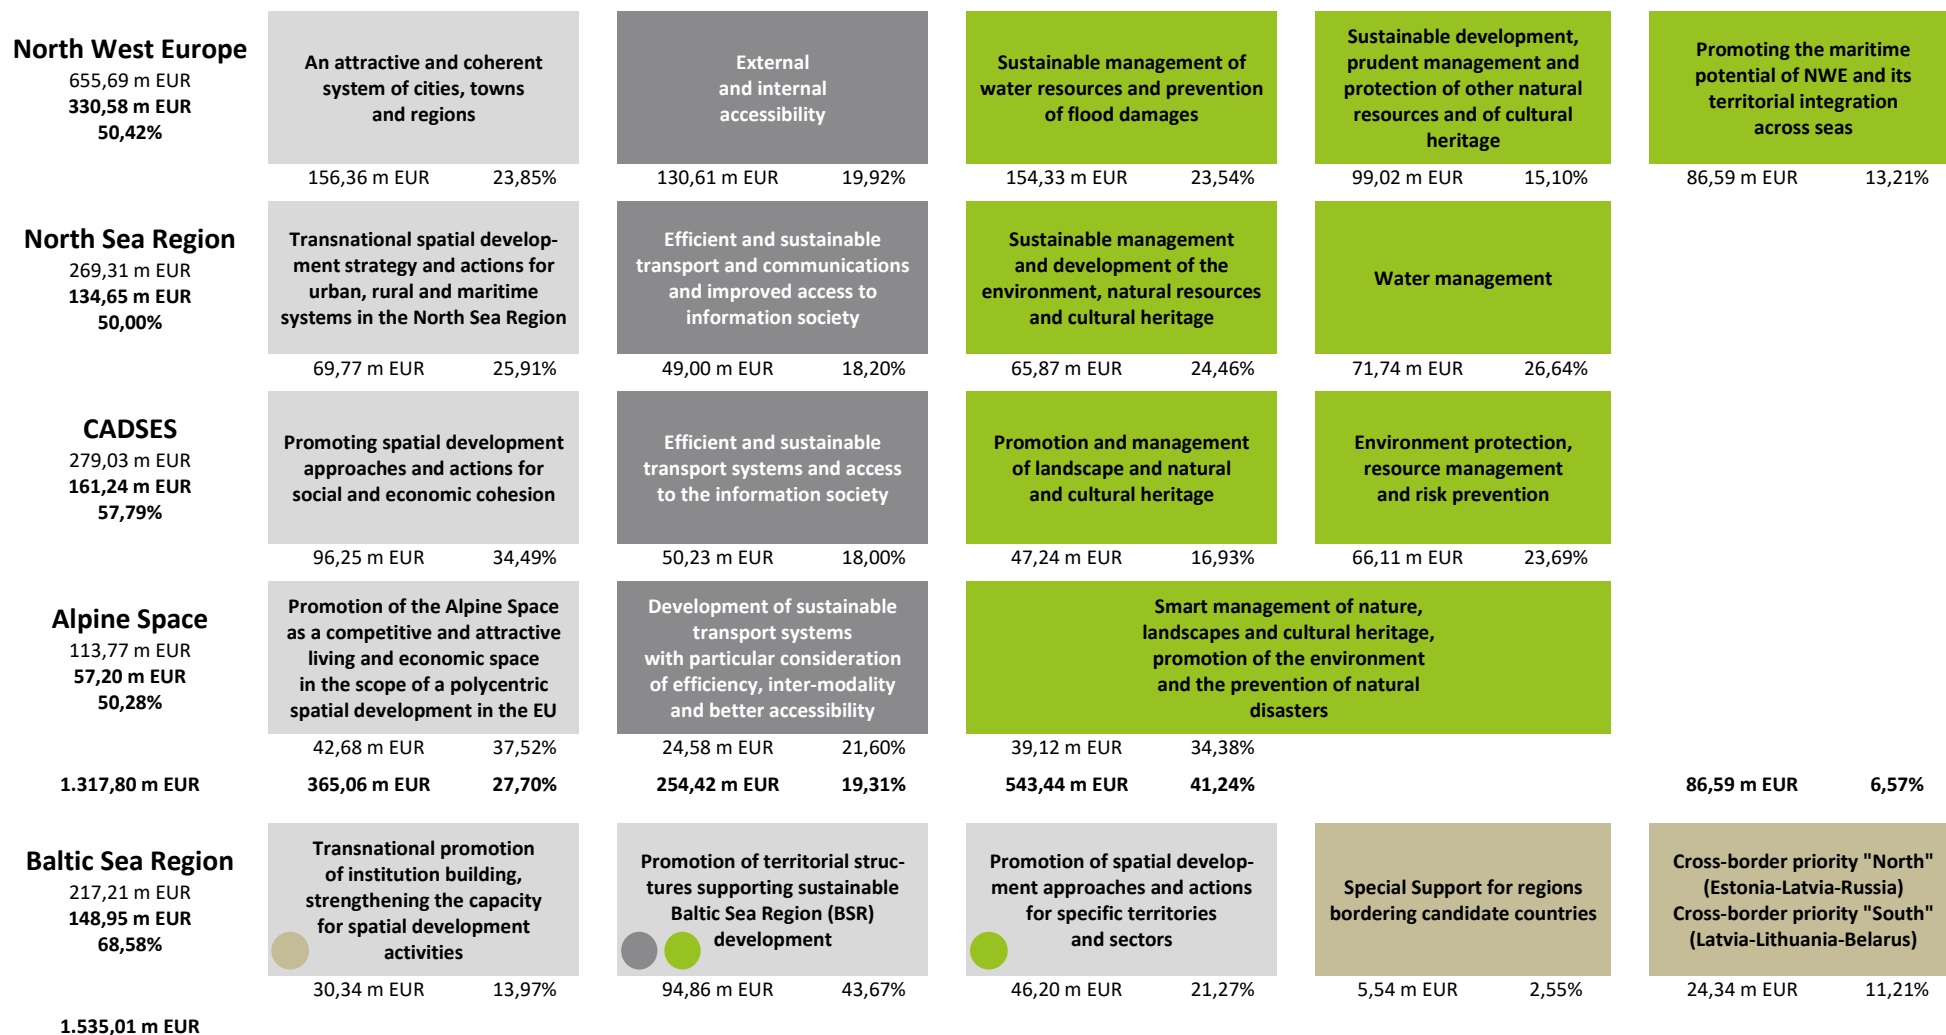 North West Europe
655,69 m EUR
330,58 m EUR
50,42%
An attractive and coherent
system of cities, towns
and regions
External
and internal
accessibility
Sustainable management of
water resources and prevention
of flood damages
Sustainable development,
prudent management and
protection of other natural
resources and of cultural
heritage
Promoting the maritime
potential of NWE and its
territorial integration
across seas
156,36 m EUR 23,85%
130,61 m EUR 19,92%
154,33 m EUR 23,54%
99,02 m EUR 15,10%
86,59 m EUR 13,21%
North Sea Region
269,31 m EUR
134,65 m EUR
50,00%
Transnational spatial develop-
ment strategy and actions for
urban, rural and maritime
systems in the North Sea Region
Efficient and sustainable
transport and communications
and improved access to
information society
Sustainable management
and development of the
environment, natural resources
and cultural heritage
Water management
69,77 m EUR 25,91%
49,00 m EUR 18,20%
65,87 m EUR 24,46%
71,74 m EUR 26,64%
CADSES
279,03 m EUR
161,24 m EUR
57,79%
Promoting spatial development
approaches and actions for
social and economic cohesion
Efficient and sustainable
transport systems and access
to the information society
Promotion and management
of landscape and natural
and cultural heritage
Environment protection,
resource management
and risk prevention
96,25 m EUR 34,49%
50,23 m EUR 18,00%
47,24 m EUR 16,93%
66,11 m EUR 23,69%
Alpine Space
113,77 m EUR
57,20 m EUR
50,28%
Promotion of the Alpine Space
as a competitive and attractive
living and economic space
in the scope of a polycentric
spatial development in the EU
Development of sustainable
transport systems
with particular consideration
of efficiency, inter-modality
and better accessibility
Smart management of nature,
landscapes and cultural heritage,
promotion of the environment
and the prevention of natural
disasters
42,68 m EUR 37,52%
24,58 m EUR 21,60%
39,12 m EUR 34,38%
1.317,80 m EUR
365,06 m EUR 27,70%
254,42 m EUR 19,31%
543,44 m EUR 41,24%
86,59 m EUR 6,57%
Baltic Sea Region
217,21 m EUR
148,95 m EUR
68,58%
Transnational promotion
of institution building,
strengthening the capacity
for spatial development
activities
Promotion of territorial struc-
tures supporting sustainable
Baltic Sea Region (BSR)
development
Promotion of spatial develop-
ment approaches and actions
for specific territories
and sectors
Special Support for regions
bordering candidate countries
Cross-border priority "North"
(Estonia-Latvia-Russia)
Cross-border priority "South"
(Latvia-Lithuania-Belarus)
30,34 m EUR 13,97%
94,86 m EUR 43,67%
46,20 m EUR 21,27%
5,54 m EUR 2,55%
24,34 m EUR 11,21%
1.535,01 m EUR